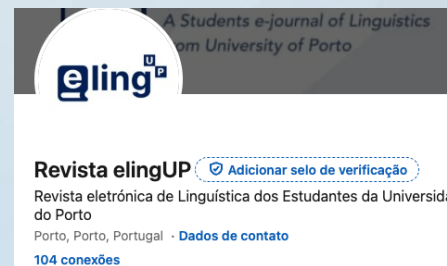 A Students e-journal of Linguistics
om University of Porto
eling UP
Revista elingUP Adicionar selo de verificação
Revista eletrónica de Linguística dos Estudantes da Universida
do Porto
Porto, Porto, Portugal · Dados de contato
104 conexões